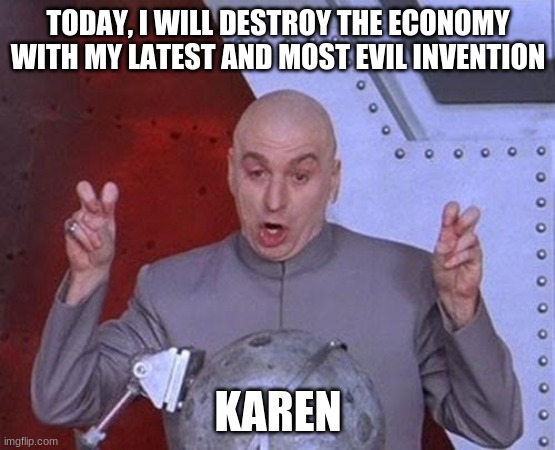 TODAY, I WILL DESTROY THE ECONOMY
WITH MY LATEST AND MOST EVIL INVENTION
KAREN
imgflip.com